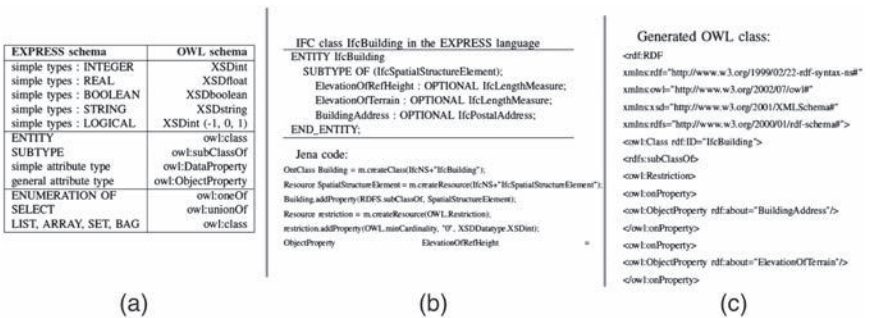 EXPRESS schema OWL schema
simple types : INTEGER XSDint
simple types : REAL XSDfloat
simple types : BOOLEAN XSDboolean
simple types : STRING XSDstring
simple types : LOGICAL XSDint (-1, 0, 1)
ENTITY owl:class
SUBTYPE owl:subClassOf
simple attribute type owl:DataProperty
general attribute type owl:ObjectProperty
ENUMERATION OF owl:oneOf
SELECT owl:unionOf
LIST, ARRAY, SET, BAG owl:class
(a)
IFC class IfcBuilding in the EXPRESS language
ENTITY IfcBuilding
SUBTYPE OF (IfcSpatialStructureElement);
ElevationOfRefHeight : OPTIONAL IfcLengthMeasure;
ElevationOfTerrain : OPTIONAL IfcLengthMeasure;
BuildingAddress : OPTIONAL IfcPostalAddress;
END_ENTITY;
Jena code:
OntClass Building = m.createClass(IfcNS+"IfcBuilding");
Resource SpatialStructureElement = m.createResource(IfcNS+"IfcSpatialStructureElement");
Building.addProperty(RDFS.subClassOf, SpatialStructureElement);
Resource restriction = m.createResource(OWL.Restriction);
restriction.addProperty(OWL.minCardinality, "0", XSDDatatype.XSDint);
ObjectProperty ElevationOfRefHeight =
(b)
Generated OWL class:
<rdf:RDF
xmlns:rdf="http://www.w3.org/1999/02/22-rdf-syntax-ns#"
xmlns:owl="http://www.w3.org/2002/07/owl#"
xmlns:xsd="http://www.w3.org/2001/XMLSchema#"
xmlns:rdfs="http://www.w3.org/2000/01/rdf-schema#">
<owl:Class rdf:ID="IfcBuilding">
<rdfs:subClassOf>
<owl:Restriction>
<owl:onProperty>
<owl:ObjectProperty rdf:about="BuildingAddress"/>
</owl:onProperty>
<owl:onProperty>
<owl:ObjectProperty rdf:about="ElevationOfTerrain"/>
</owl:onProperty>
(c)